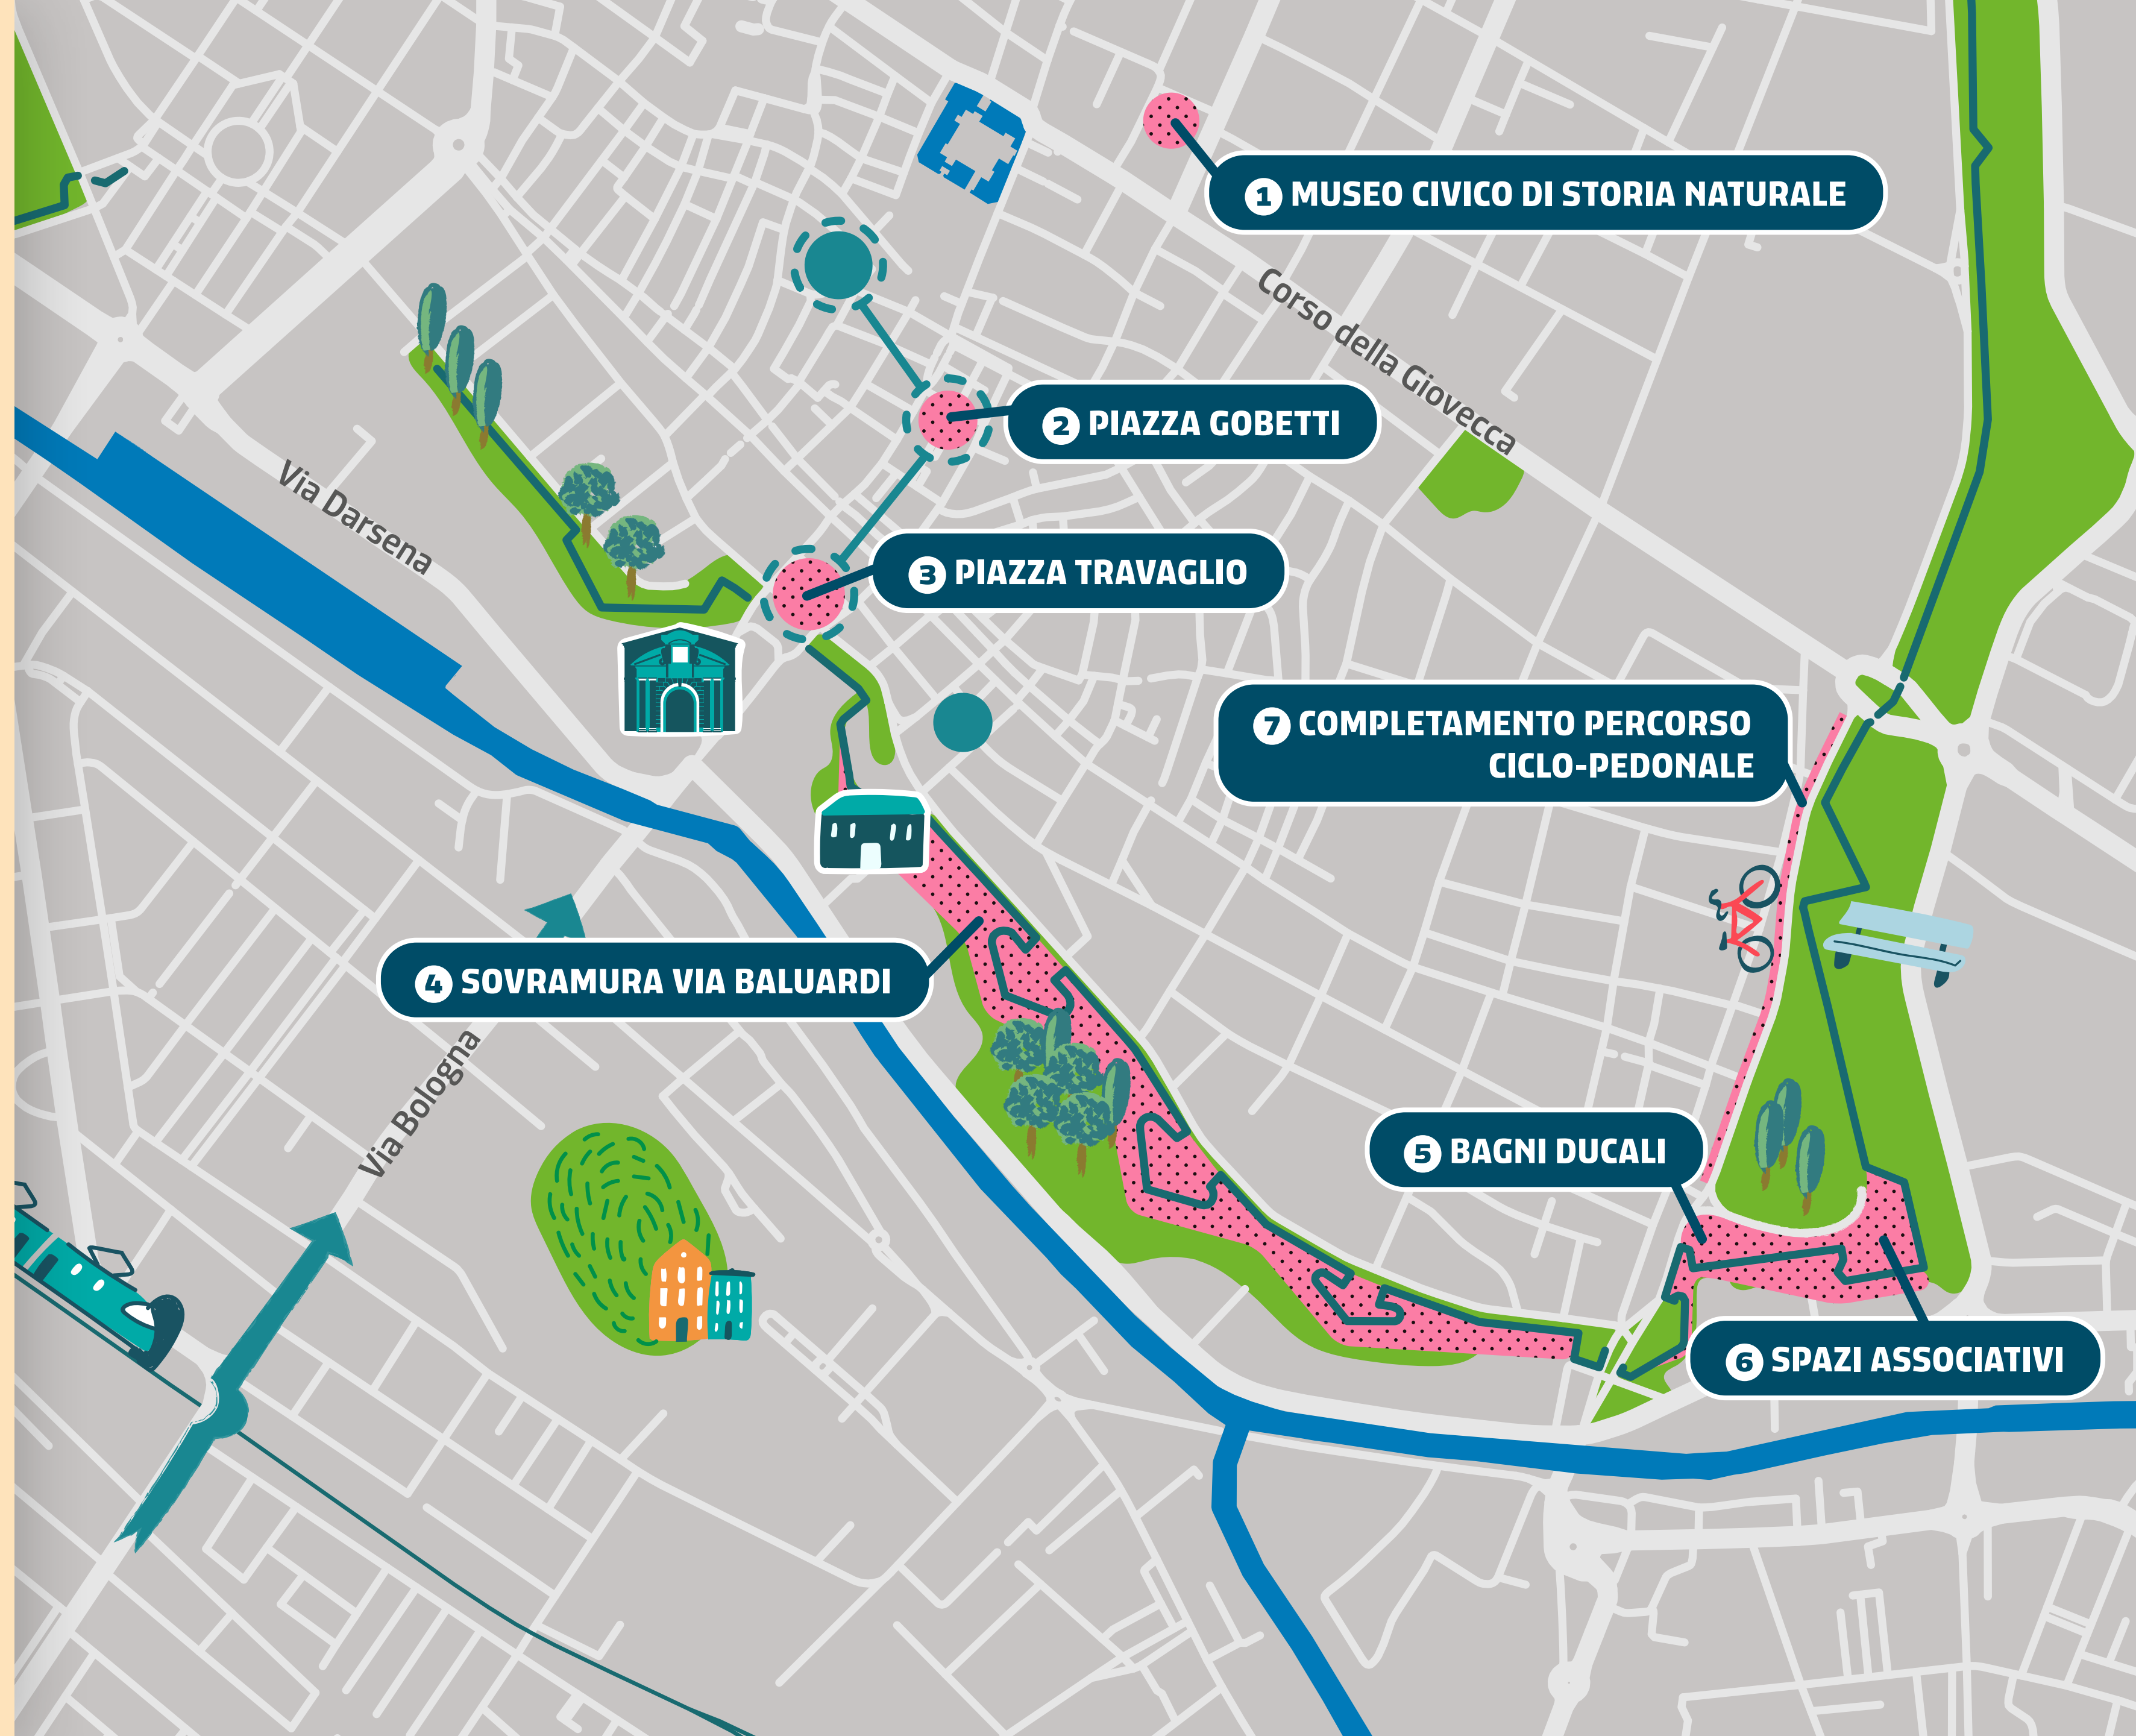 1 MUSEO CIVICO DI STORIA NATURALE
Corso della Giovecca
2 PIAZZA GOBETTI
Via Darsena
3 PIAZZA TRAVAGLIO
7 COMPLETAMENTO PERCORSO
CICLO-PEDONALE
4 SOVRAMURA VIA BALUARDI
Via Bologna
5 BAGNI DUCALI
6 SPAZI ASSOCIATIVI